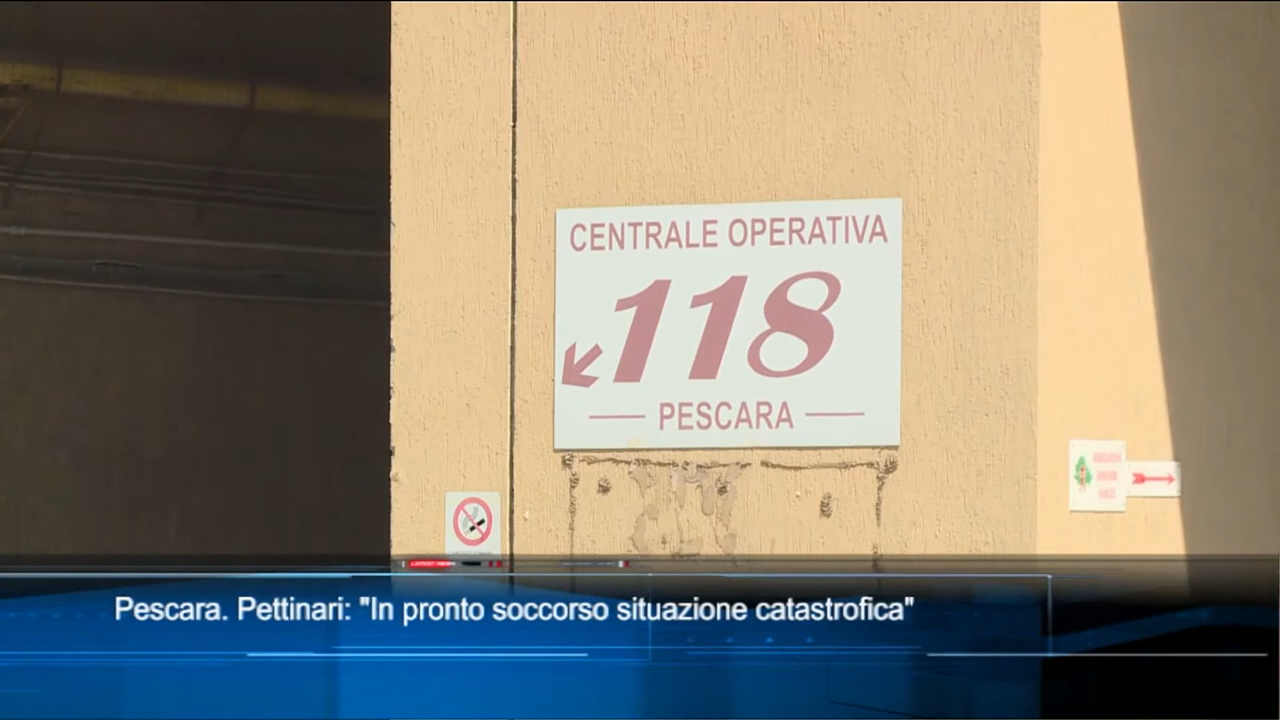 CENTRALE OPERATIVA
118
PESCARA
Pescara. Pettinari: "In pronto soccorso situazione catastrofica"